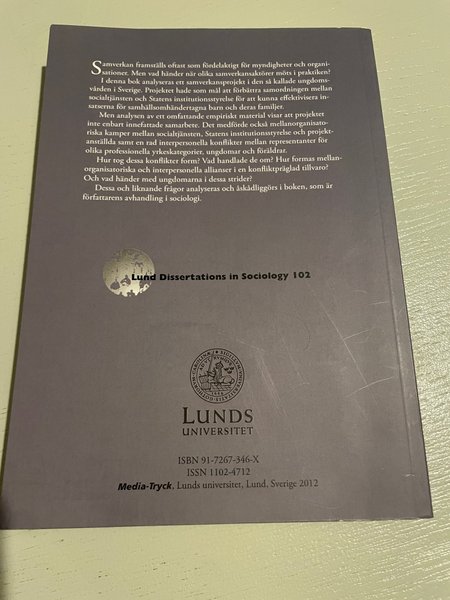 Samverkan framställs oftast som fördelaktigt för myndigheter och organi-
sationer. Men vad händer när olika samverkansaktörer möts i praktiken?
I denna bok analyseras ett samverkansprojekt i den så kallade ungdoms-
vården i Sverige. Projektet hade som mål att förbättra samordningen mellan
socialtjänsten och Statens institutionsstyrelse för att kunna effektivisera in-
satserna för samhällsomhändertagna barn och deras familjer.
Men analysen av ett omfattande empiriskt material visar att projektet
inte enbart innefattade samarbete. Det medförde också mellanorganisato-
riska kamper mellan socialtjänsten, Statens institutionsstyrelse och projekt-
anställda samt en rad interpersonella konflikter mellan representanter för
olika professionella yrkeskategorier, ungdomar och föräldrar.
Hur tog dessa konflikter form? Vad handlade de om? Hur formas mellan-
organisatoriska och interpersonella allianser i en konfliktpräglad tillvaro?
Och vad händer med ungdomarna i dessa strider?
Dessa och liknande frågor analyseras och åskådliggörs i boken, som är
författarens avhandling i sociologi.
Lund Dissertations in Sociology 102
LUNDS
UNIVERSITET
ISBN 91-7267-346-X
ISSN 1102-4712
Media-Tryck, Lunds universitet, Lund, Sverige 2012